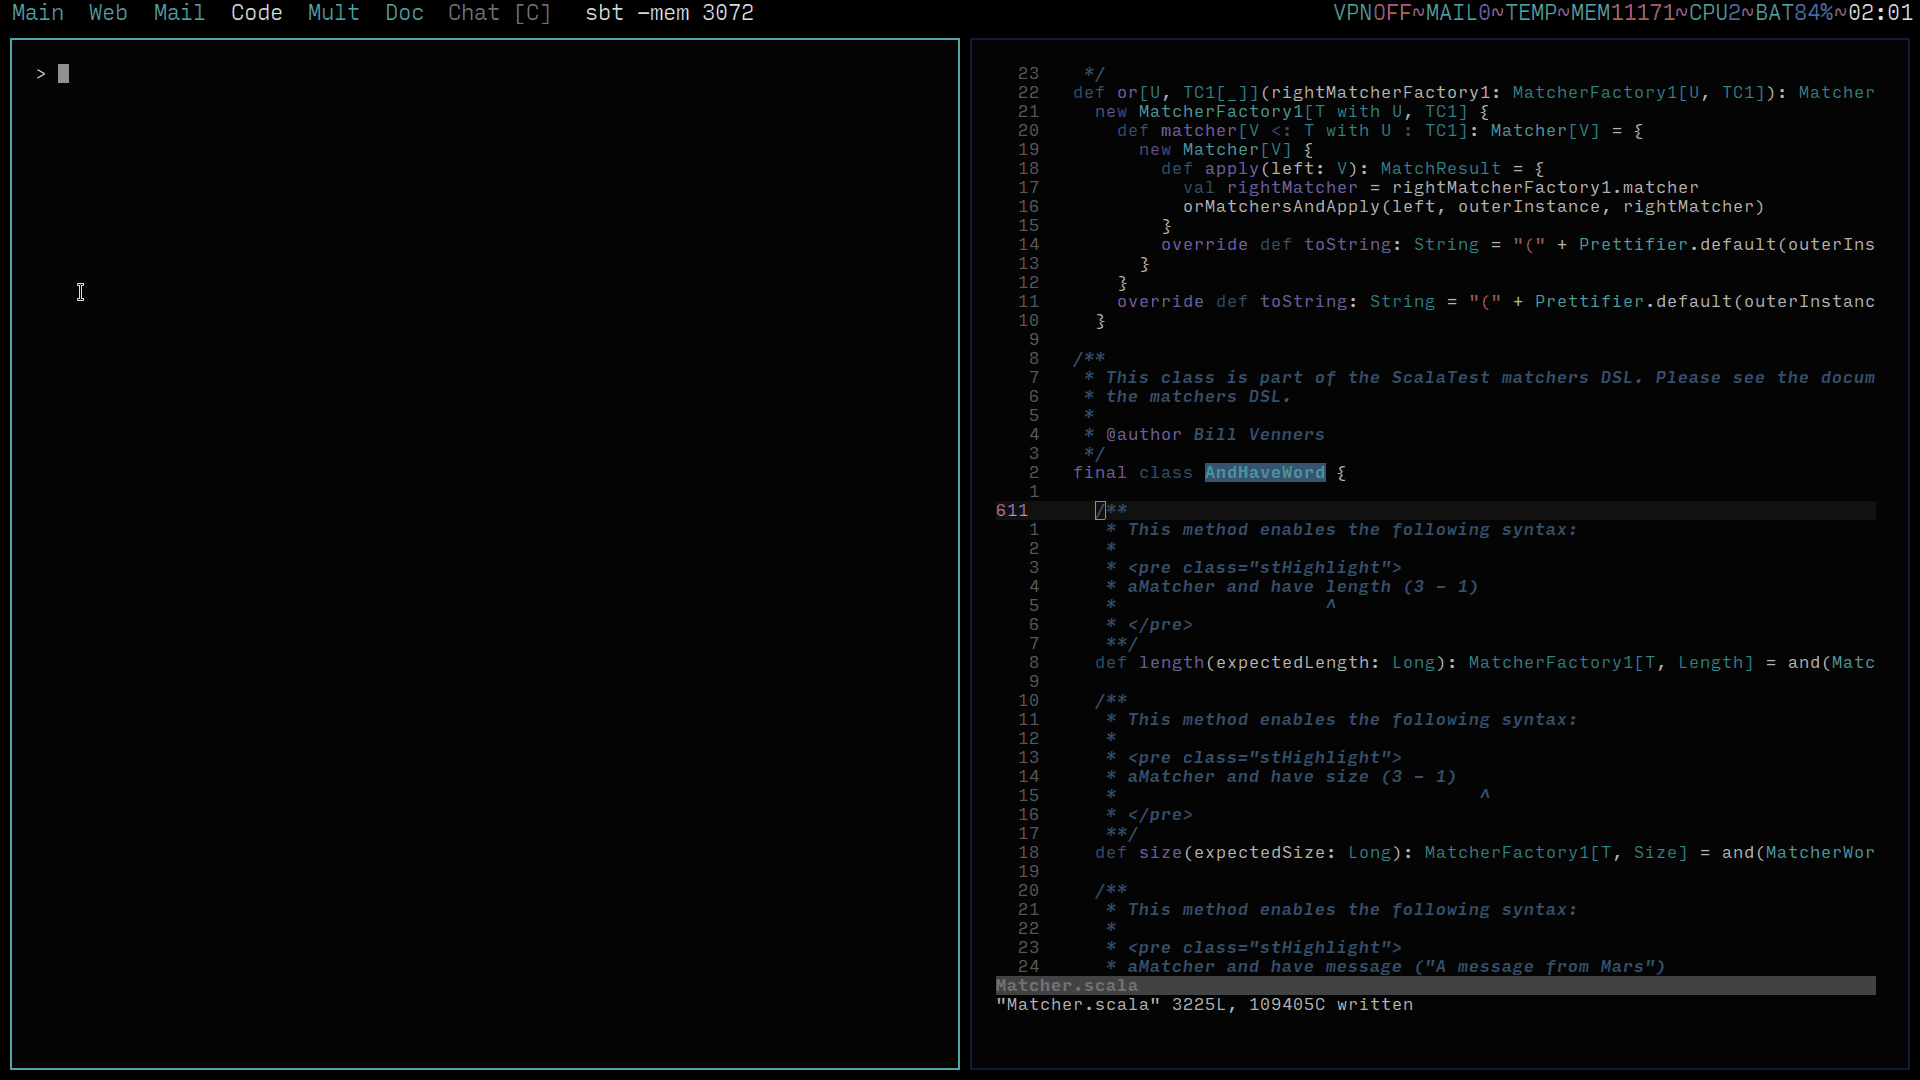 Main Web Mail Code Mult Doc Chat [C] sbt -mem 3072 VPNOFF~MAIL0~TEMP~MEM11171~CPU2~BAT84%~02:01
>
23 */
22 def or[U, TC1[_]](rightMatcherFactory1: MatcherFactory1[U, TC1]): Matcher
21 new MatcherFactory1[T with U, TC1] {
20 def matcher[V <: T with U : TC1]: Matcher[V] = {
19 new Matcher[V] {
18 def apply(left: V): MatchResult = {
17 val rightMatcher = rightMatcherFactory1.matcher
16 orMatchersAndApply(left, outerInstance, rightMatcher)
15 }
14 override def toString: String = "(" + Prettifier.default(outerIns
13 }
12 }
11 override def toString: String = "(" + Prettifier.default(outerInstanc
10 }
9
8 /**
7 * This class is part of the ScalaTest matchers DSL. Please see the docum
6 * the matchers DSL.
5 *
4 * @author Bill Venners
3 */
2 final class AndHaveWord {
1
611 /**
1 * This method enables the following syntax:
2 *
3 * <pre class="stHighlight">
4 * aMatcher and have length (3 - 1)
5 * ^
6 * </pre>
7 **/
8 def length(expectedLength: Long): MatcherFactory1[T, Length] = and(Matc
9
10 /**
11 * This method enables the following syntax:
12 *
13 * <pre class="stHighlight">
14 * aMatcher and have size (3 - 1)
15 * ^
16 * </pre>
17 **/
18 def size(expectedSize: Long): MatcherFactory1[T, Size] = and(MatcherWor
19
20 /**
21 * This method enables the following syntax:
22 *
23 * <pre class="stHighlight">
24 * aMatcher and have message ("A message from Mars")
Matcher.scala
"Matcher.scala" 3225L, 109405C written